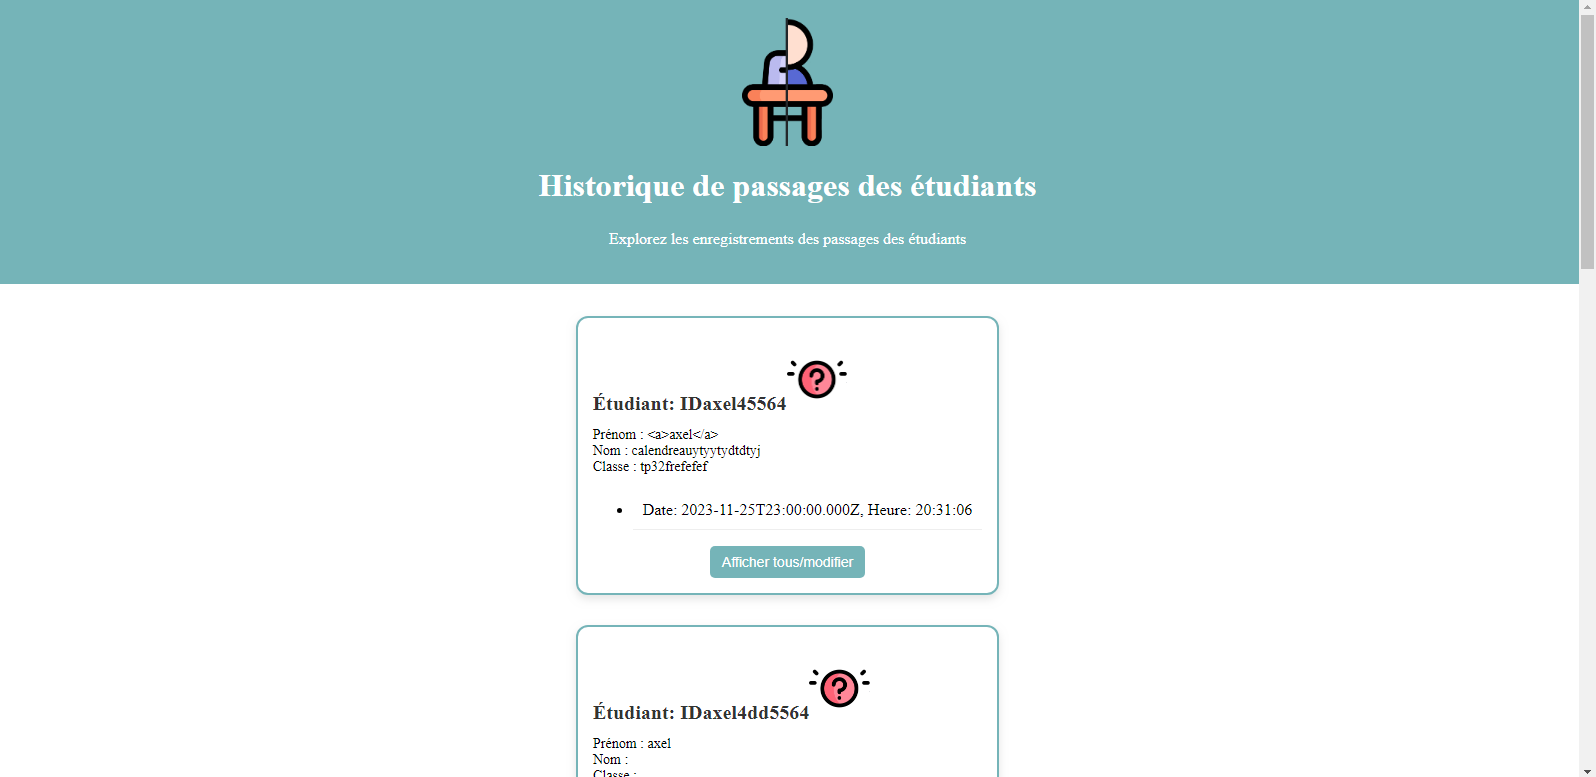 Historique de passages des étudiants
Explorez les enregistrements des passages des étudiants
?
Étudiant: IDaxel45564
Prénom : <a>axel</a>
Nom : calendreauytyytydtdtyj
Classe : tp32frefefef
• Date: 2023-11-25T23:00:00.000Z, Heure: 20:31:06
Afficher tous/modifier
?
Étudiant: IDaxel4dd5564
Prénom : axel
Nom :
Classe :